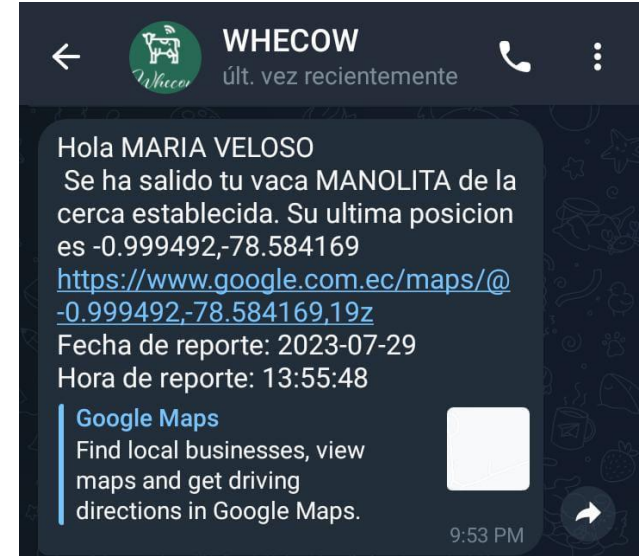 WHECOW
Whecow
últ. vez recientemente
Hola MARIA VELOSO
Se ha salido tu vaca MANOLITA de la
cerca establecida. Su ultima posicion
es -0.999492,-78.584169
https://www.google.com.ec/maps/@
-0.999492,-78.584169,19z
Fecha de reporte: 2023-07-29
Hora de reporte: 13:55:48
Google Maps
Find local businesses, view
maps and get driving
directions in Google Maps.
9:53 PM